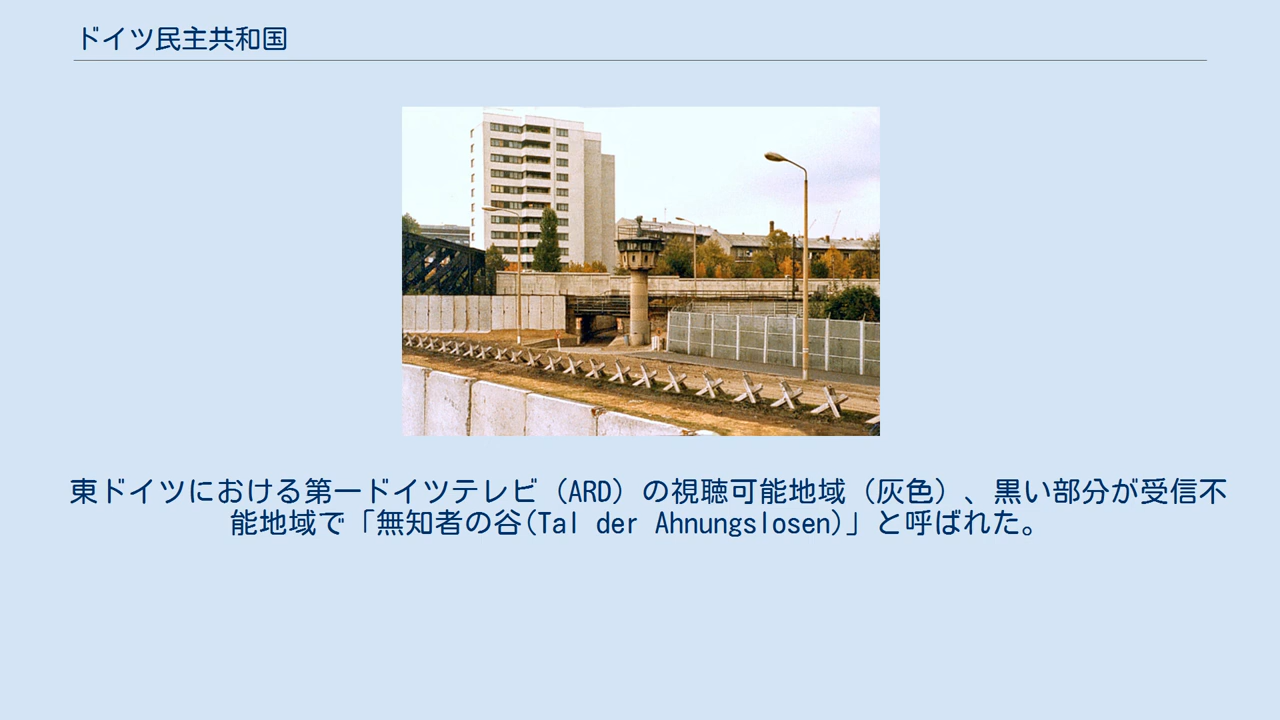 ドイツ民主共和国
東ドイツにおける第一ドイツテレビ（ARD）の視聴可能地域（灰色）、黒い部分が受信不
能地域で「無知者の谷(Tal der Ahnungslosen)」と呼ばれた。